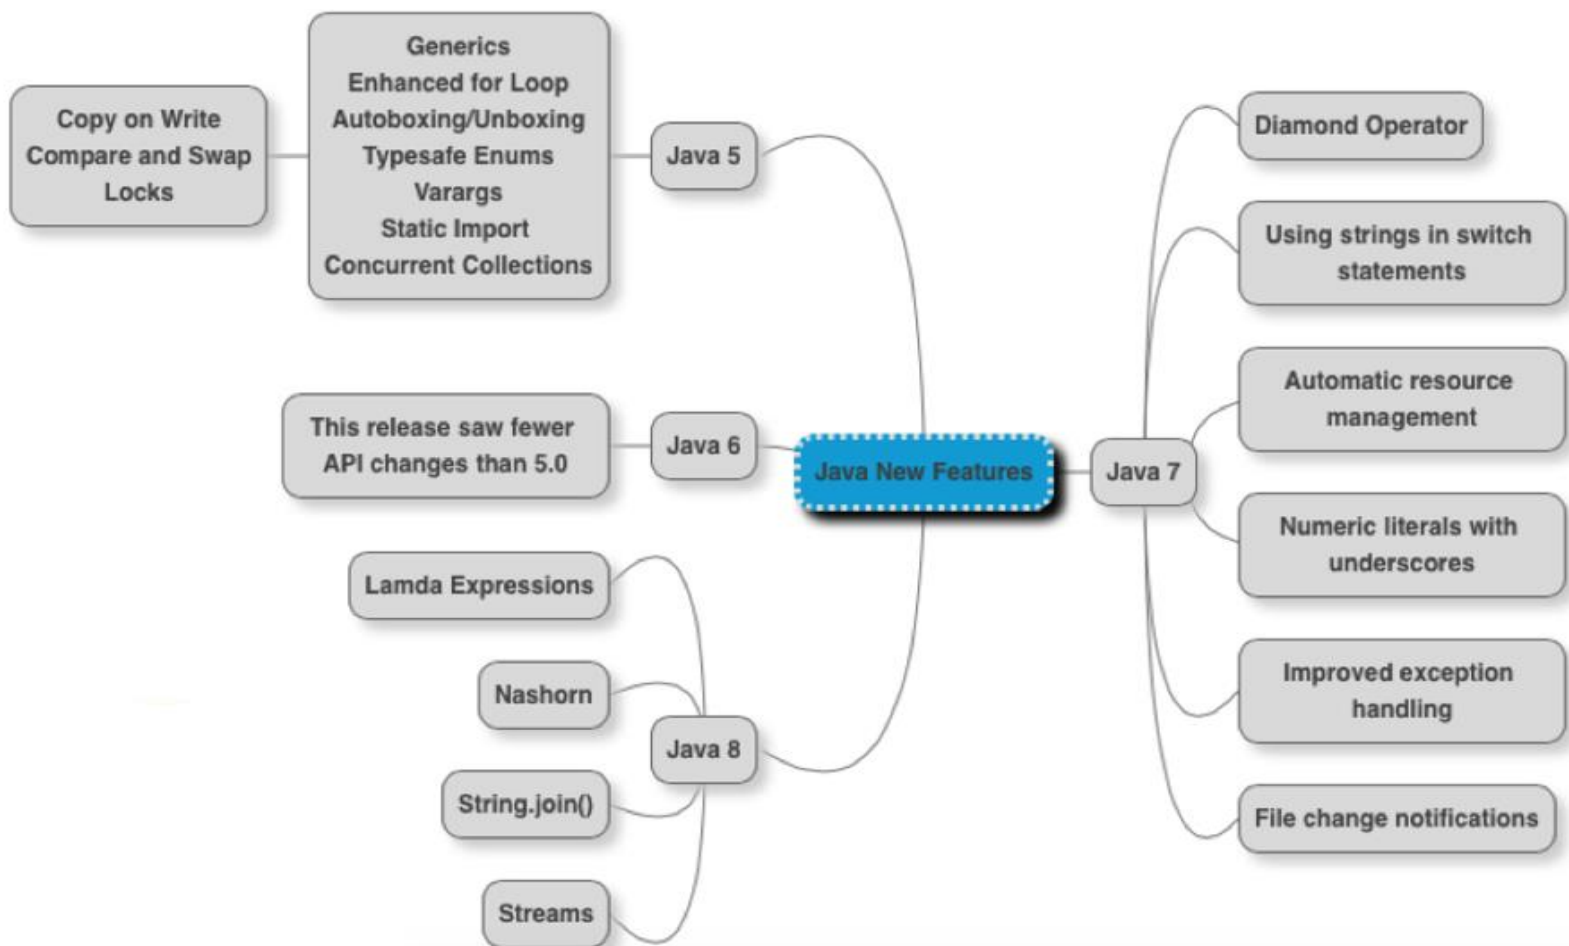 Copy on Write
Compare and Swap
Locks
Generics
Enhanced for Loop
Autoboxing/Unboxing
Typesafe Enums
Varargs
Static Import
Concurrent Collections
Java 5
This release saw fewer
API changes than 5.0
Java 6
Lamda Expressions
Nashorn
String.join()
Streams
Java 8
Java New Features
Java 7
Diamond Operator
Using strings in switch
statements
Automatic resource
management
Numeric literals with
underscores
Improved exception
handling
File change notifications